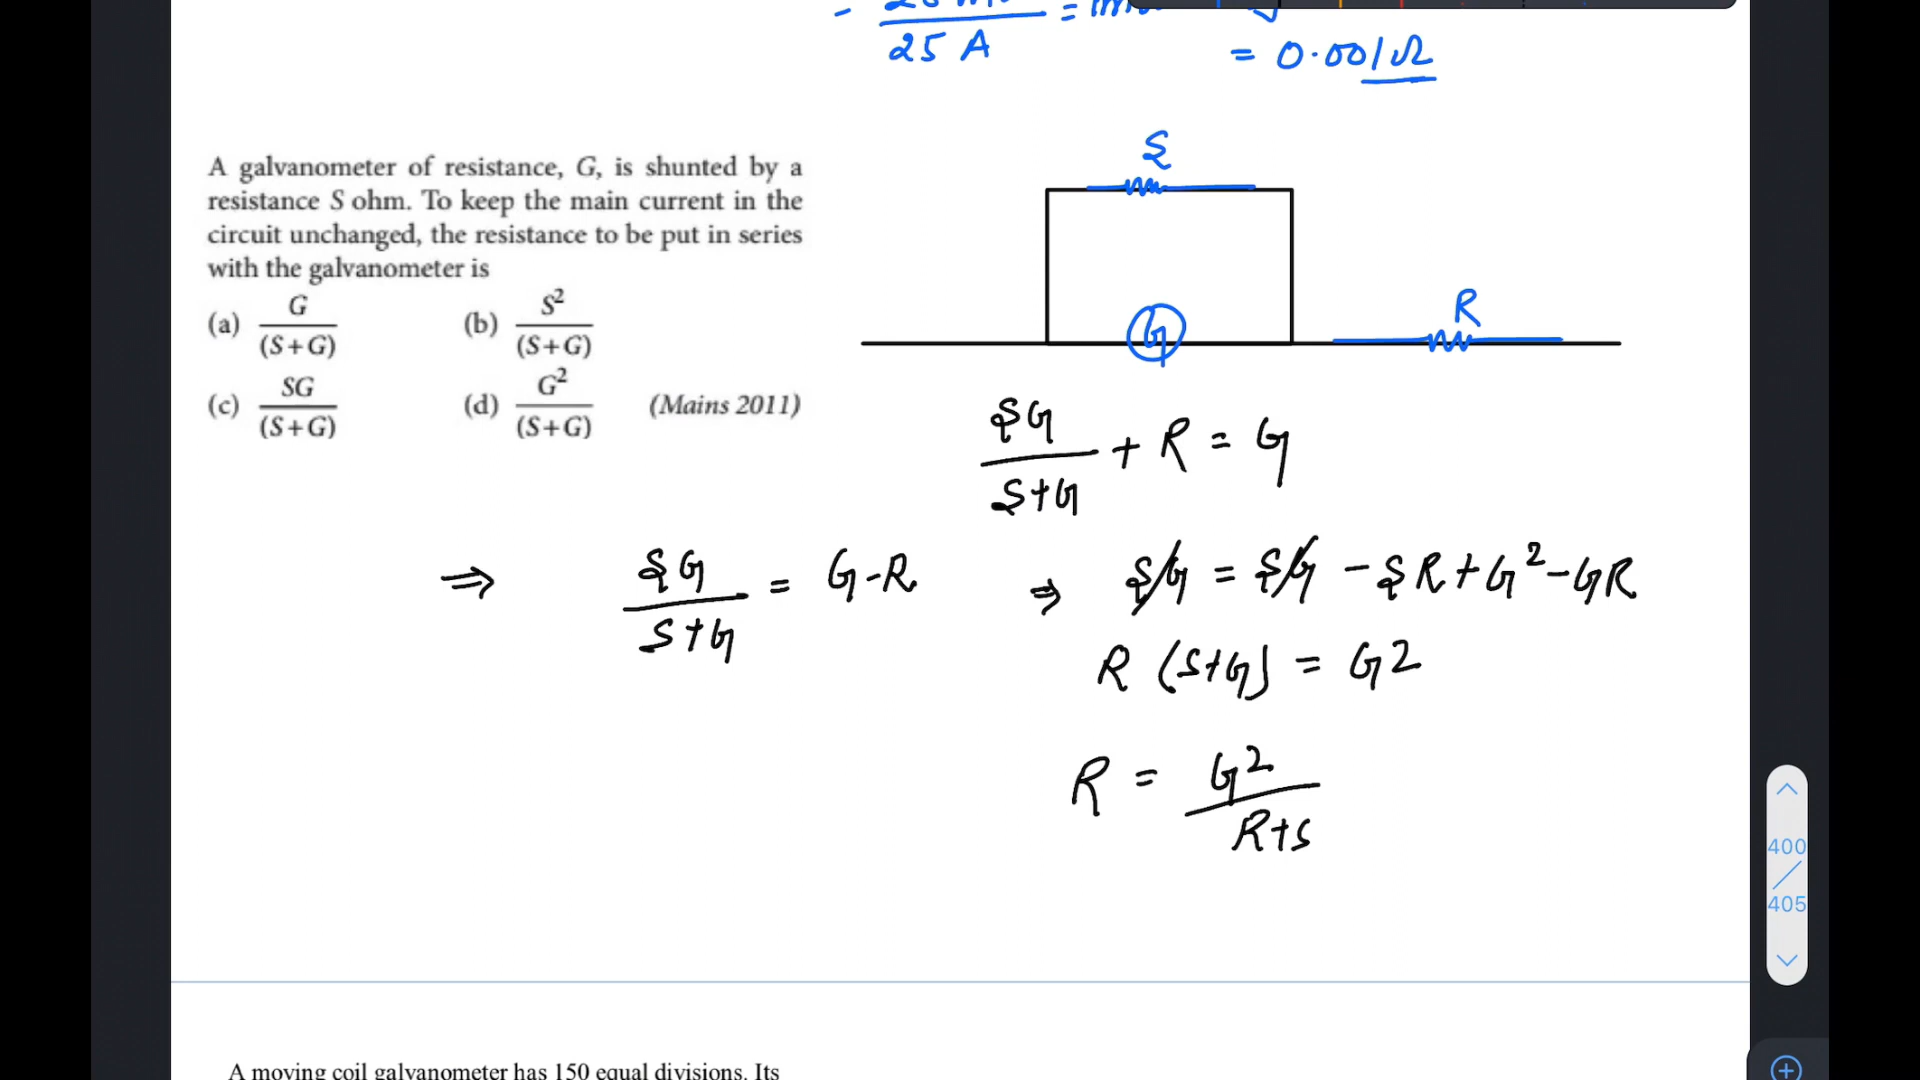 25 A
= 0.001Ω
A galvanometer of resistance, G, is shunted by a
resistance S ohm. To keep the main current in the
circuit unchanged, the resistance to be put in series
with the galvanometer is
(a) G/(S+G) (b) S²/(S+G)
(c) SG/(S+G) (d) G²/(S+G) (Mains 2011)
S
G
R
SG/S+G + R = G
⇒ SG/S+G = G-R ⇒ SG = SG - SR + G² - GR
R (S+G) = G2
R = G²/R+S
400
/
405
A moving coil galvanometer has 150 equal divisions. Its